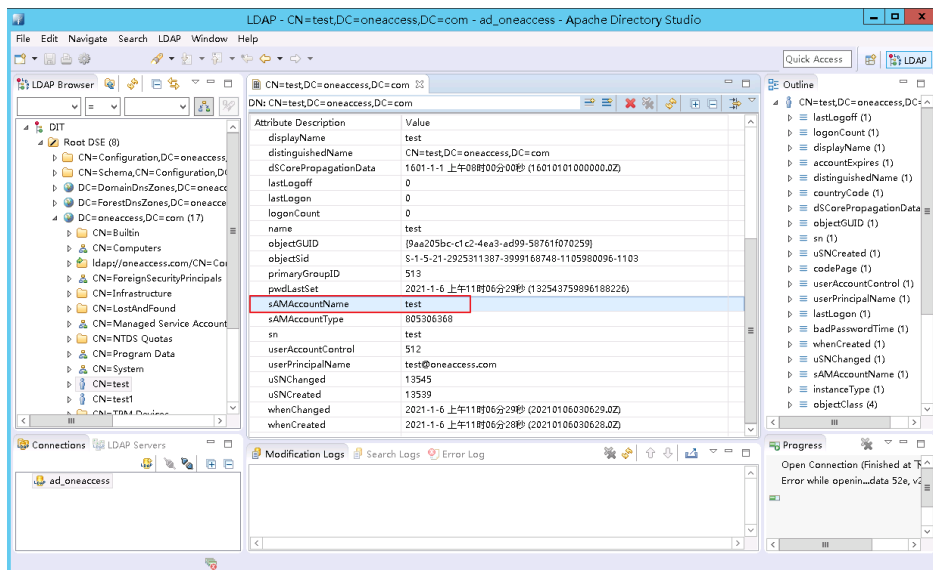 LDAP - CN=test,DC=oneaccess,DC=com - ad_oneaccess - Apache Directory Studio
File Edit Navigate Search LDAP Window Help
Quick Access
LDAP
LDAP Browser
=
DIT
Root DSE (8)
CN=Configuration,DC=oneaccess,
CN=Schema,CN=Configuration,D
DC=DomainDnsZones,DC=oneacc
DC=ForestDnsZones,DC=oneacce
DC=oneaccess,DC=com (17)
CN=Builtin
CN=Computers
ldap://oneaccess.com/CN=Co
CN=ForeignSecurityPrincipals
CN=Infrastructure
CN=LostAndFound
CN=Managed Service Account
CN=NTDS Quotas
CN=Program Data
CN=System
CN=test
CN=test1
CN=TPM Devices
Connections LDAP Servers
ad_oneaccess
CN=test,DC=oneaccess,DC=com
DN: CN=test,DC=oneaccess,DC=com
Attribute Description Value
displayName test
distinguishedName CN=test,DC=oneaccess,DC=com
dSCorePropagationData 1601-1-1 上午08时00分00秒 (16010101000000.0Z)
lastLogoff 0
lastLogon 0
logonCount 0
name test
objectGUID {9aa205bc-c1c2-4ea3-ad99-58761f070259}
objectSid S-1-5-21-2925311387-3999168748-1105980096-1103
primaryGroupID 513
pwdLastSet 2021-1-6 上午11时06分29秒 (132543759896188226)
sAMAccountName test
sAMAccountType 805306368
sn test
userAccountControl 512
userPrincipalName test@oneaccess.com
uSNChanged 13545
uSNCreated 13539
whenChanged 2021-1-6 上午11时06分29秒 (20210106030629.0Z)
whenCreated 2021-1-6 上午11时06分28秒 (20210106030628.0Z)
Modification Logs Search Logs Error Log
Outline
CN=test,DC=oneaccess,DC=
lastLogoff (1)
logonCount (1)
displayName (1)
accountExpires (1)
distinguishedName (1)
countryCode (1)
dSCorePropagationData
objectGUID (1)
sn (1)
uSNCreated (1)
codePage (1)
userAccountControl (1)
userPrincipalName (1)
lastLogon (1)
badPasswordTime (1)
whenCreated (1)
uSNChanged (1)
sAMAccountName (1)
instanceType (1)
objectClass (4)
Progress
Open Connection (Finished at 下
Error while openin...data 52e, v2